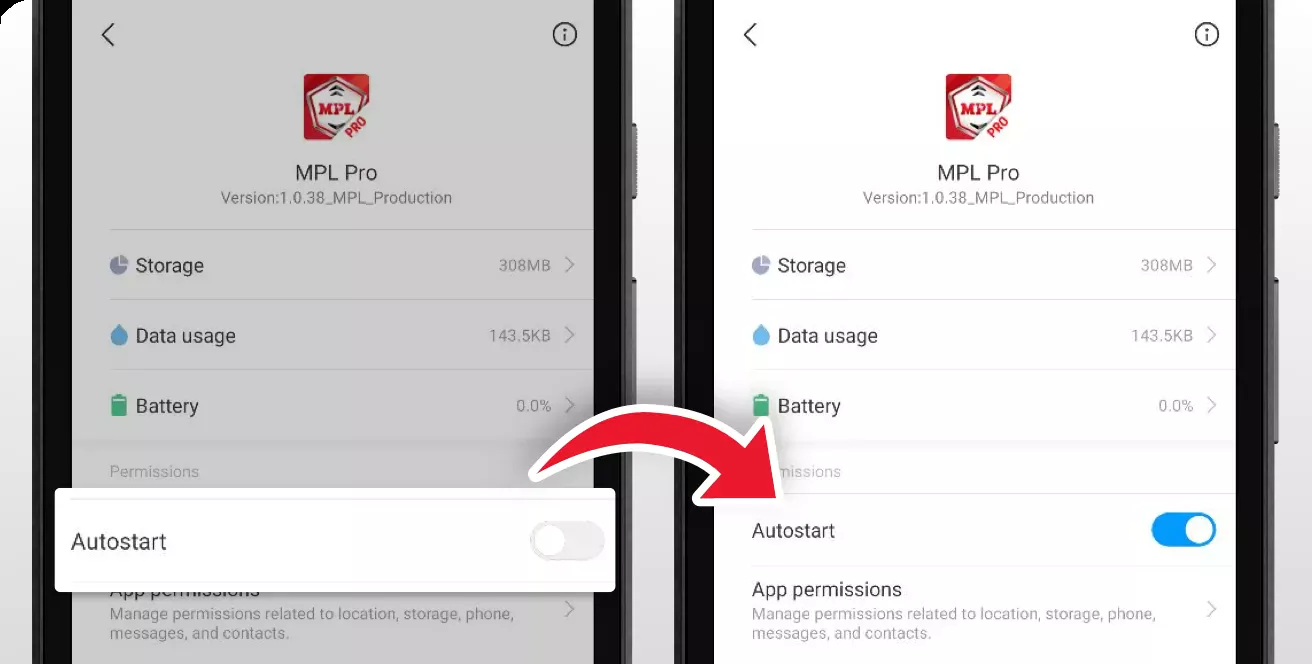 MPL
PRO
MPL Pro
Version:1.0.38_MPL_Production
Storage 308MB
Data usage 143.5KB
Battery 0.0%
Permissions
Autostart
App permissions
Manage permissions related to location, storage, phone,
messages, and contacts.
MPL
PRO
MPL Pro
Version:1.0.38_MPL_Production
Storage 308MB
Data usage 143.5KB
Battery 0.0%
missions
Autostart
App permissions
Manage permissions related to location, storage, phone,
messages, and contacts.